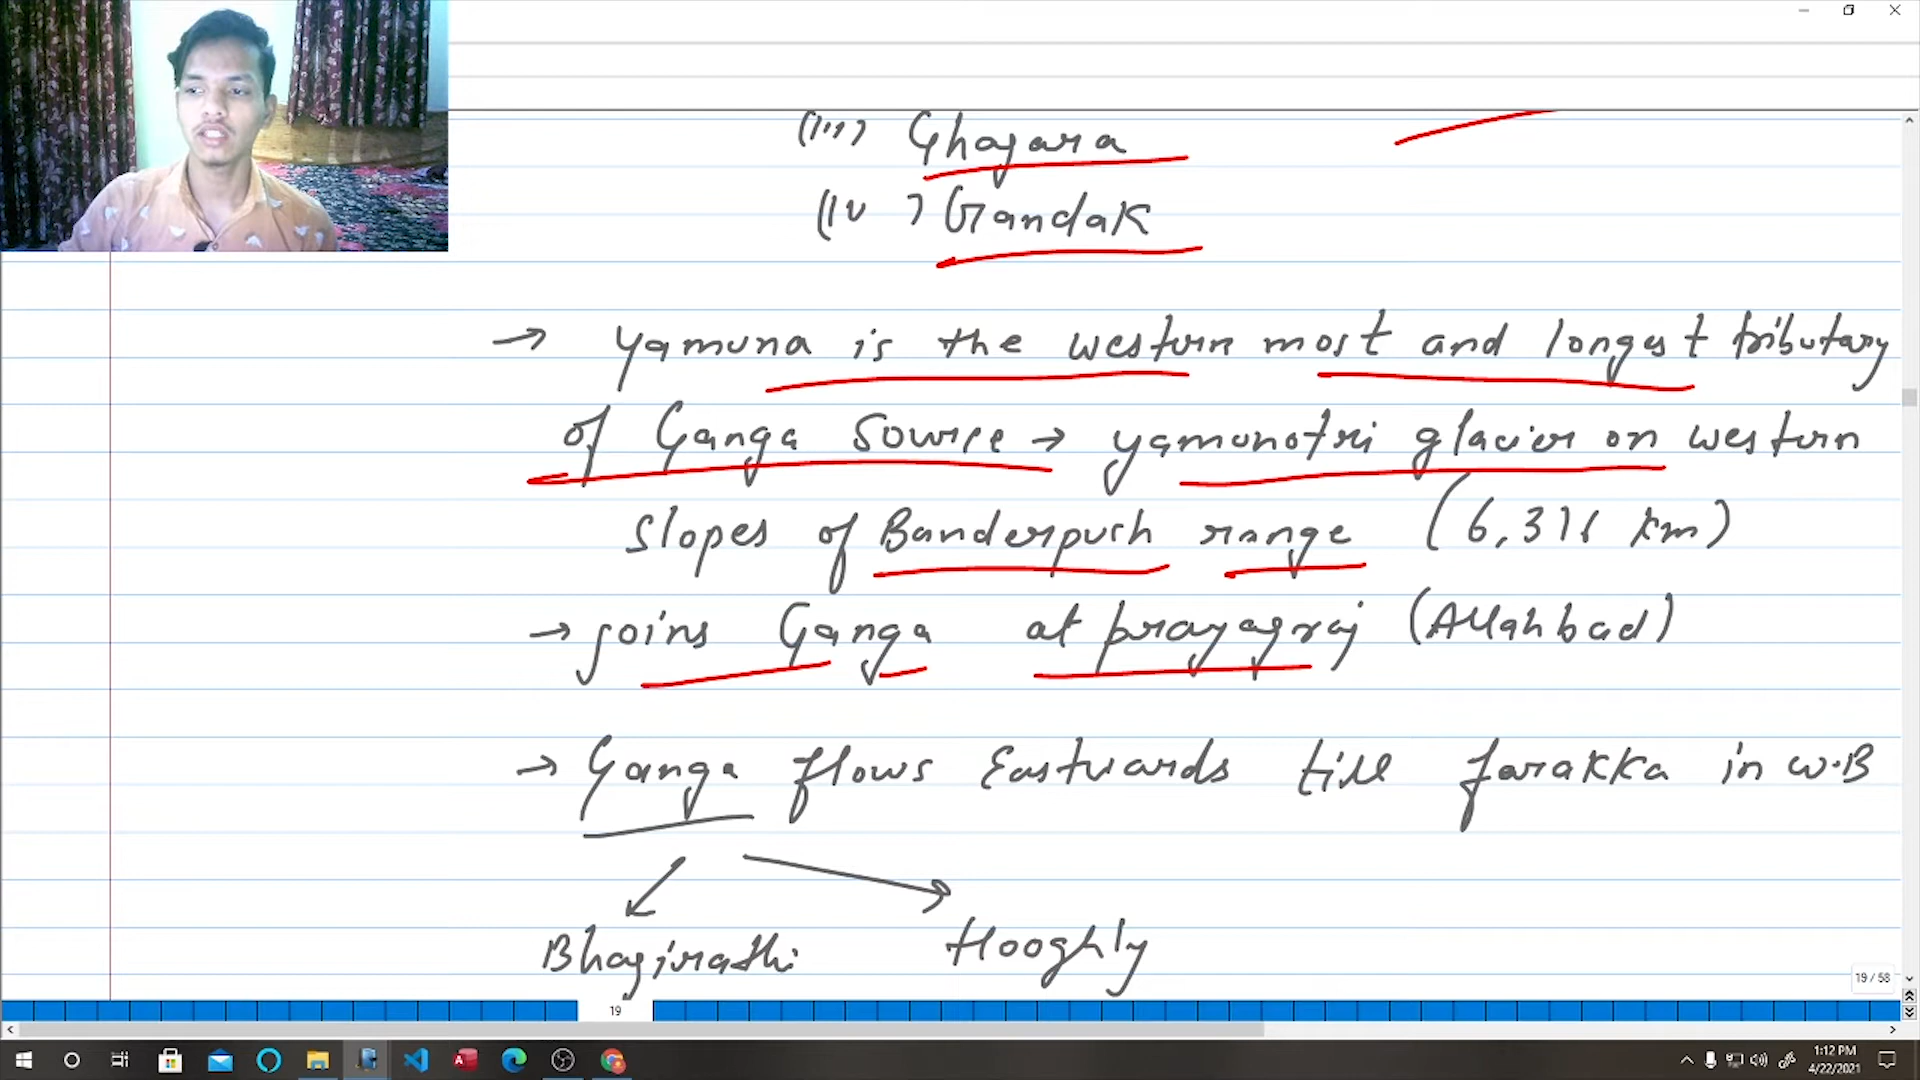 (iii) Ghagara
(iv) Gandak
→ Yamuna is the western most and longest tributary
of Ganga Source → yamunotri glacier on western
Slopes of Banderpuch range (6,316 km)
→ joins Ganga at prayagraj (Allahbad)
→ Ganga flows Eastwards till farakka in W.B
Bhagirathi Hooghly
19 / 58
19
1:12 PM
4/22/2021